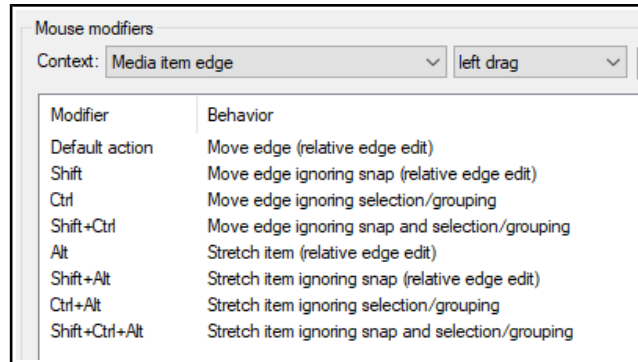 Mouse modifiers
Context: Media item edge left drag
Modifier Behavior
Default action Move edge (relative edge edit)
Shift Move edge ignoring snap (relative edge edit)
Ctrl Move edge ignoring selection/grouping
Shift+Ctrl Move edge ignoring snap and selection/grouping
Alt Stretch item (relative edge edit)
Shift+Alt Stretch item ignoring snap (relative edge edit)
Ctrl+Alt Stretch item ignoring selection/grouping
Shift+Ctrl+Alt Stretch item ignoring snap and selection/grouping